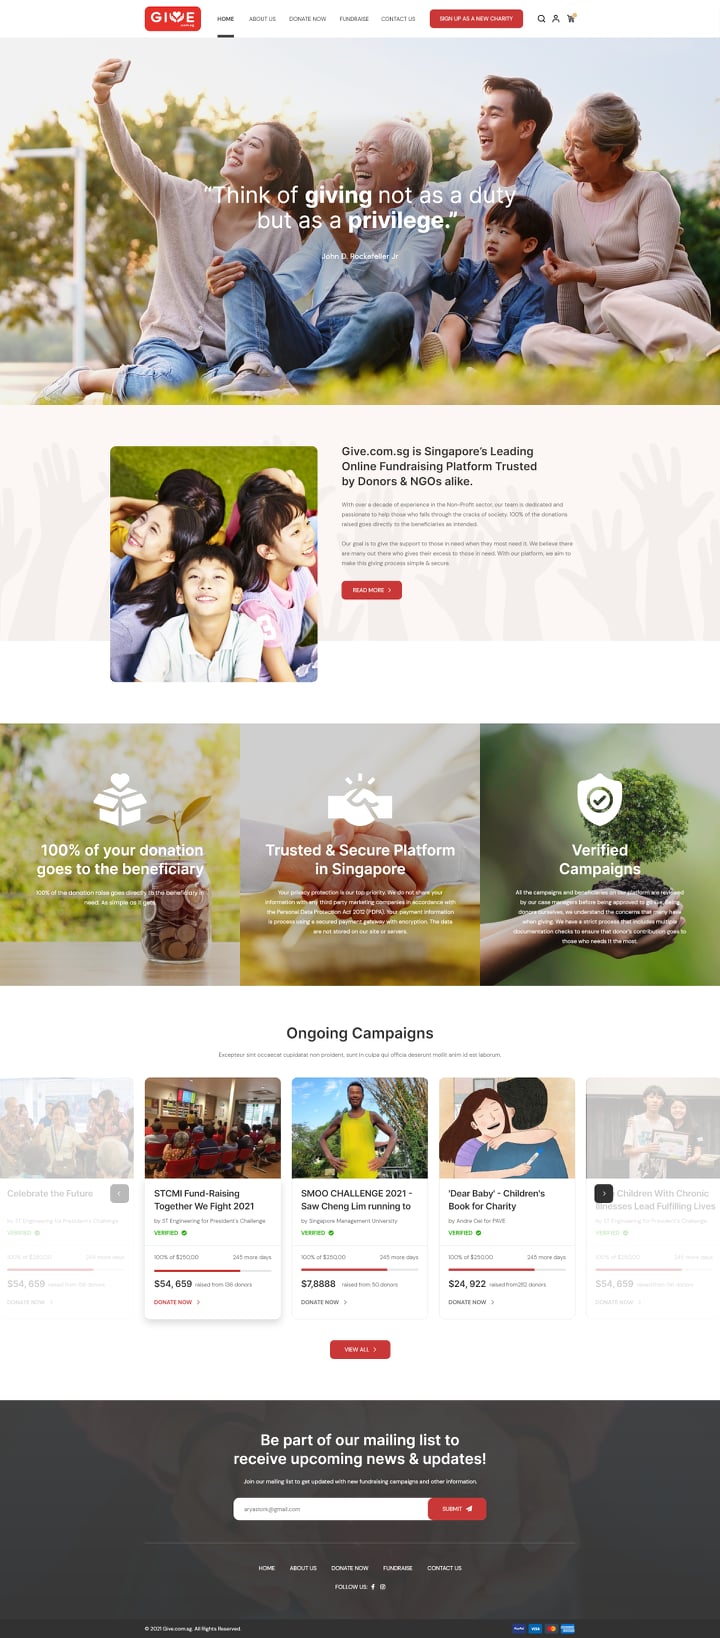 GIVE
.com.sg
HOME
ABOUT US
DONATE NOW
FUNDRAISE
CONTACT US
SIGN UP AS A NEW CHARITY
“Think of giving not as a duty
but as a privilege.”
John D. Rockefeller Jr
Give.com.sg is Singapore’s Leading
Online Fundraising Platform Trusted
by Donors & NGOs alike.
With over a decade of experience in the Non-Profit sector, our team is dedicated and
passionate to help those who falls through the cracks of society. 100% of the donations
raised goes directly to the beneficiaries as intended.
Our goal is to give the support to those in need when they most need it. We believe there
are many out there who gives their excess to those in need. With our platform, we aim to
make this giving process simple & secure.
READ MORE
100% of your donation
goes to the beneficiary
100% of the donation raise goes directly to the beneficiary in
need. As simple as it gets.
Trusted & Secure Platform
in Singapore
Your privacy protection is our top priority. We do not share your
information with any third party marketing companies in accordance with
the Personal Data Protection Act 2012 (PDPA). Your payment information
is process using a secured payment gateway with encryption. The data
are not stored on our site or servers.
Verified
Campaigns
All the campaigns and beneficiaries on our platform are reviewed
by our case managers before being approved to go live. Being
donors ourselves, we understand the concerns that many have
when giving. We have a strict process that includes multiple
documentation checks to ensure that donor's contribution goes to
those who needs it the most.
Ongoing Campaigns
Excepteur sint occaecat cupidatat non proident, sunt in culpa qui officia deserunt mollit anim id est laborum.
Celebrate the Future
by ST Engineering for President's Challenge
VERIFIED
100% of $250,00
245 more days
$54, 659 raised from 136 donors
DONATE NOW
STCMI Fund-Raising
Together We Fight 2021
by ST Engineering for President's Challenge
VERIFIED
100% of $250,00
245 more days
$54, 659 raised from 136 donors
DONATE NOW
SMOO CHALLENGE 2021 -
Saw Cheng Lim running to
by Singapore Management University
VERIFIED
100% of $250,00
245 more days
$7,8888 raised from 50 donors
DONATE NOW
'Dear Baby' - Children's
Book for Charity
by Andre Oei for PAVE
VERIFIED
100% of $250,00
245 more days
$24, 922 raised from 262 donors
DONATE NOW
Children With Chronic
Illnesses Lead Fulfilling Lives
by ST Engineering for President's Challenge
VERIFIED
100% of $250,00
245 more days
$54, 659 raised from 136 donors
DONATE NOW
VIEW ALL
Be part of our mailing list to
receive upcoming news & updates!
Join our mailing list to get updated with new fundraising campaigns and other information.
SUBMIT
HOME
ABOUT US
DONATE NOW
FUNDRAISE
CONTACT US
FOLLOW US:
© 2021 Give.com.sg. All Rights Reserved.
PayPal
VISA